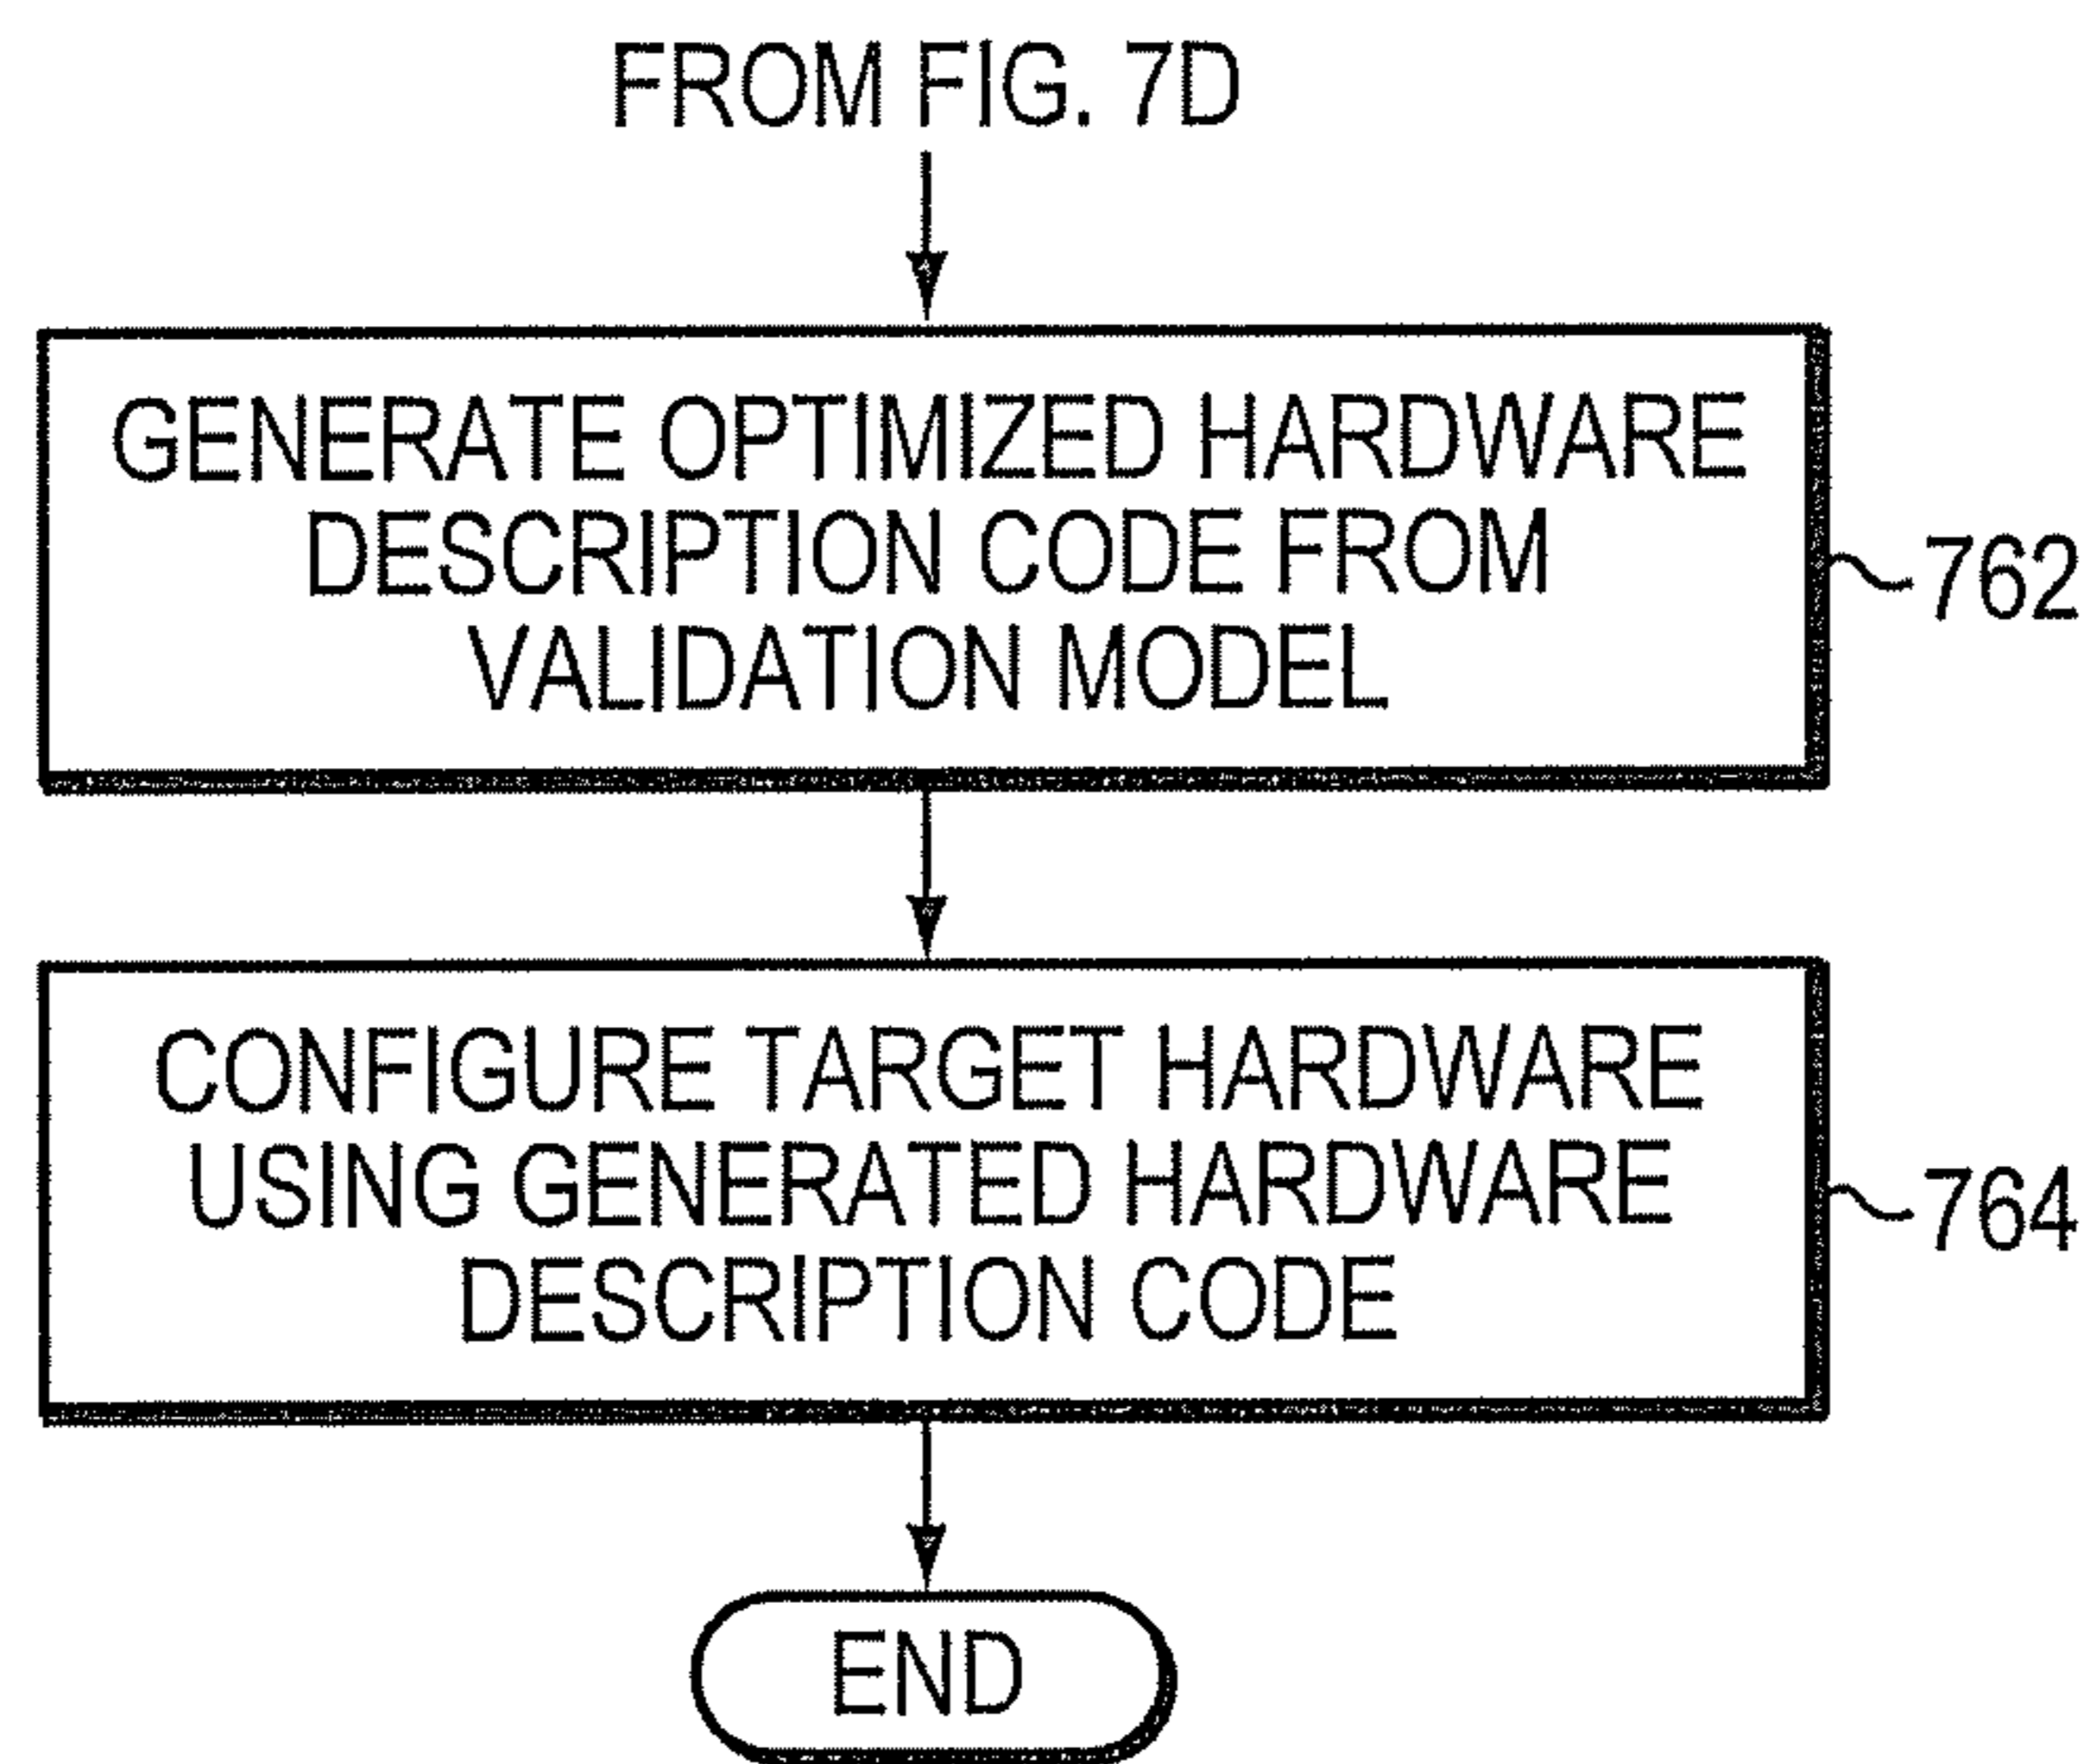 FROM FIG. 7D
GENERATE OPTIMIZED HARDWARE
DESCRIPTION CODE FROM
VALIDATION MODEL
762
CONFIGURE TARGET HARDWARE
USING GENERATED HARDWARE
DESCRIPTION CODE
764
END